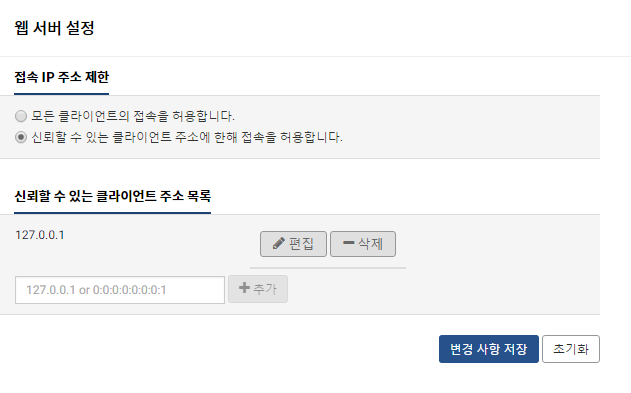 웹 서버 설정
접속 IP 주소 제한
모든 클라이언트의 접속을 허용합니다.
신뢰할 수 있는 클라이언트 주소에 한해 접속을 허용합니다.
신뢰할 수 있는 클라이언트 주소 목록
127.0.0.1 편집 삭제
127.0.0.1 or 0:0:0:0:0:0:0:1 추가
변경 사항 저장 초기화